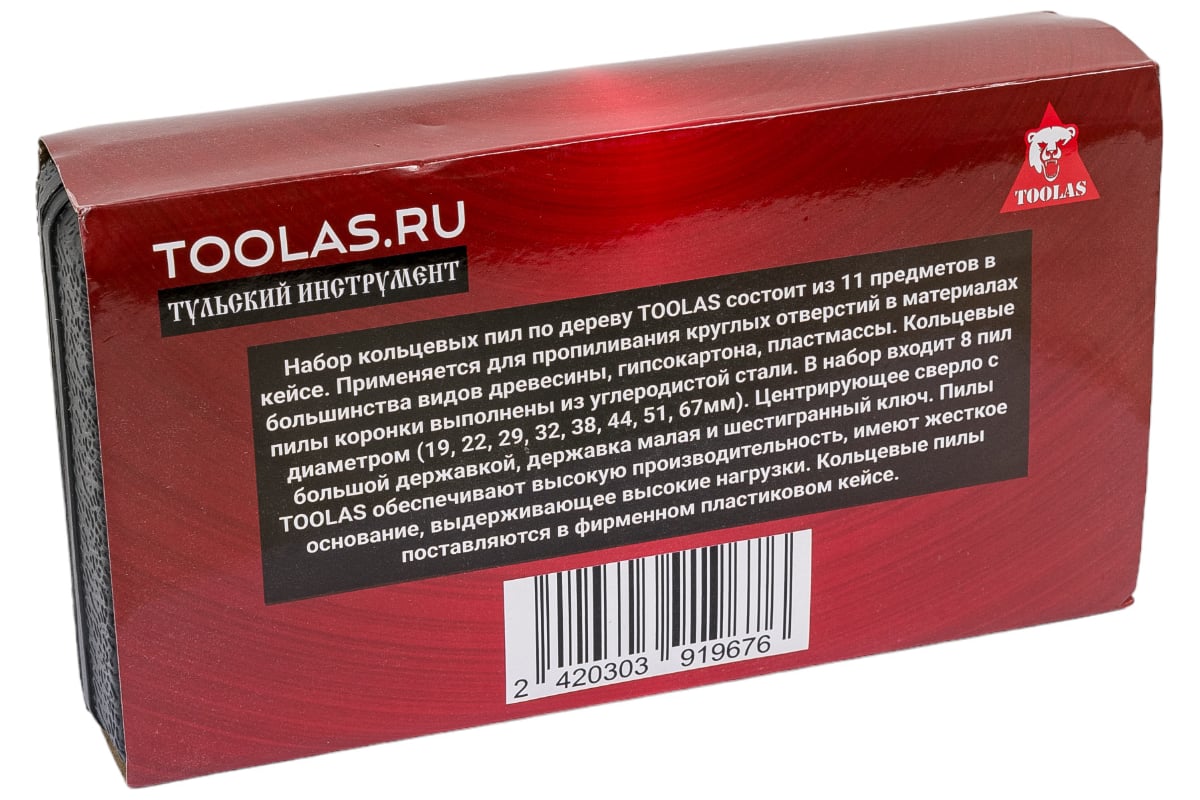 TOOLAS.RU
ТУЛЬСКИЙ ИНСТРУМЕНТ
TOOLAS
Набор кольцевых пил по дереву TOOLAS состоит из 11 предметов в
кейсе. Применяется для пропиливания круглых отверстий в материалах
большинства видов древесины, гипсокартона, пластмассы. Кольцевые
пилы коронки выполнены из углеродистой стали. В набор входит 8 пил
диаметром (19, 22, 29, 32, 38, 44, 51, 67мм). Центрирующее сверло с
большой державкой, державка малая и шестигранный ключ. Пилы
TOOLAS обеспечивают высокую производительность, имеют жесткое
основание, выдерживающее высокие нагрузки. Кольцевые пилы
поставляются в фирменном пластиковом кейсе.
2 420303 919676